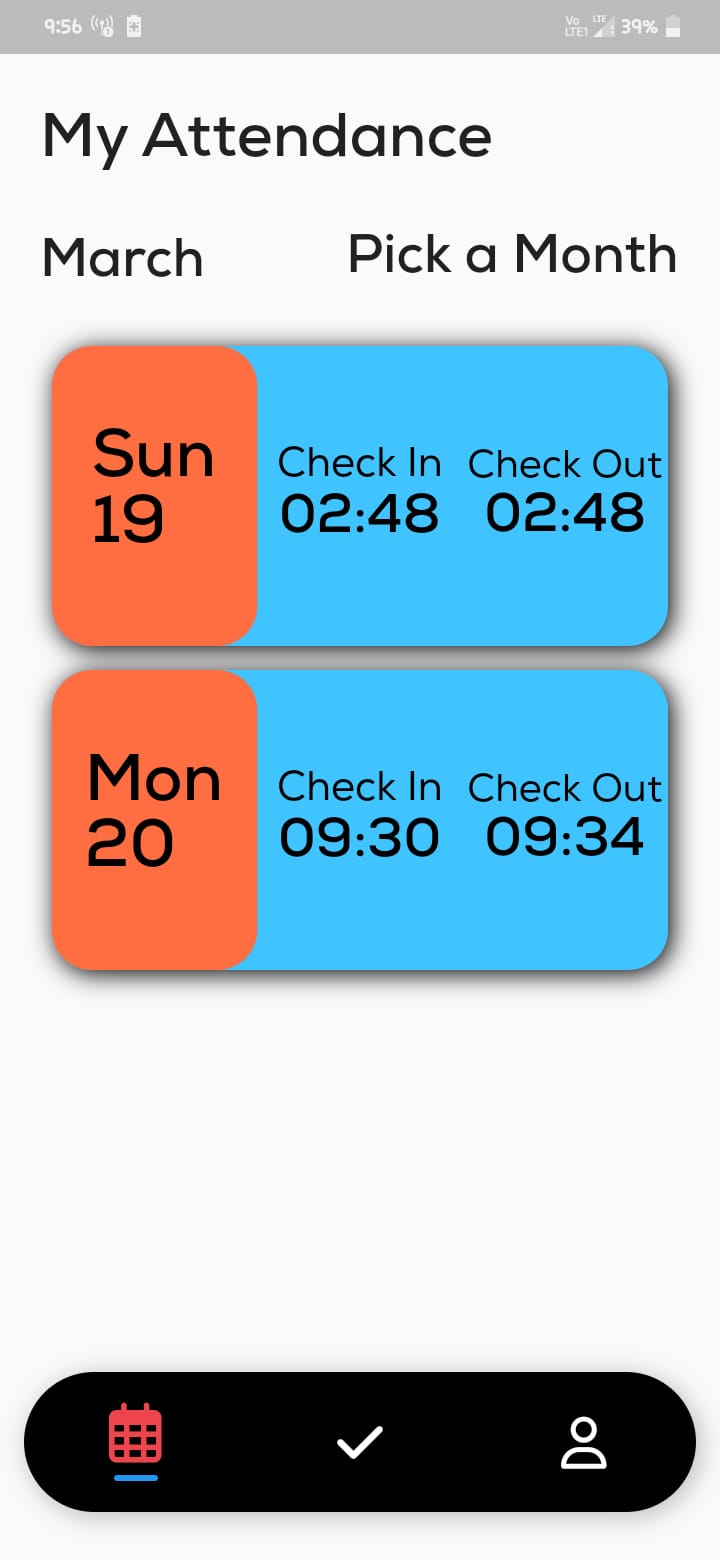 9:56 Vo LTE1 LTE 39%
My Attendance
March Pick a Month
Sun
19
Check In Check Out
02:48 02:48
Mon
20
Check In Check Out
09:30 09:34